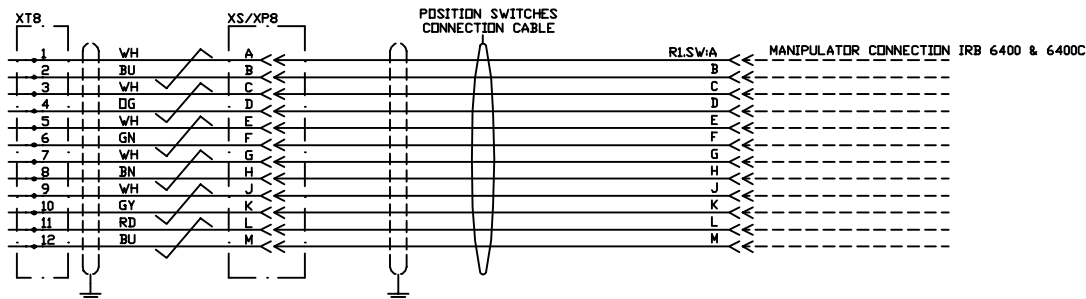 POSITION SWITCHES
CONNECTION CABLE
XT8. XS/XP8
1 WH A R1.SW:A MANIPULATOR CONNECTION IRB 6400 & 6400C
2 BU B B
3 WH C C
4 OG D D
5 WH E E
6 GN F F
7 WH G G
8 BN H H
9 WH J J
10 GY K K
11 RD L L
12 BU M M